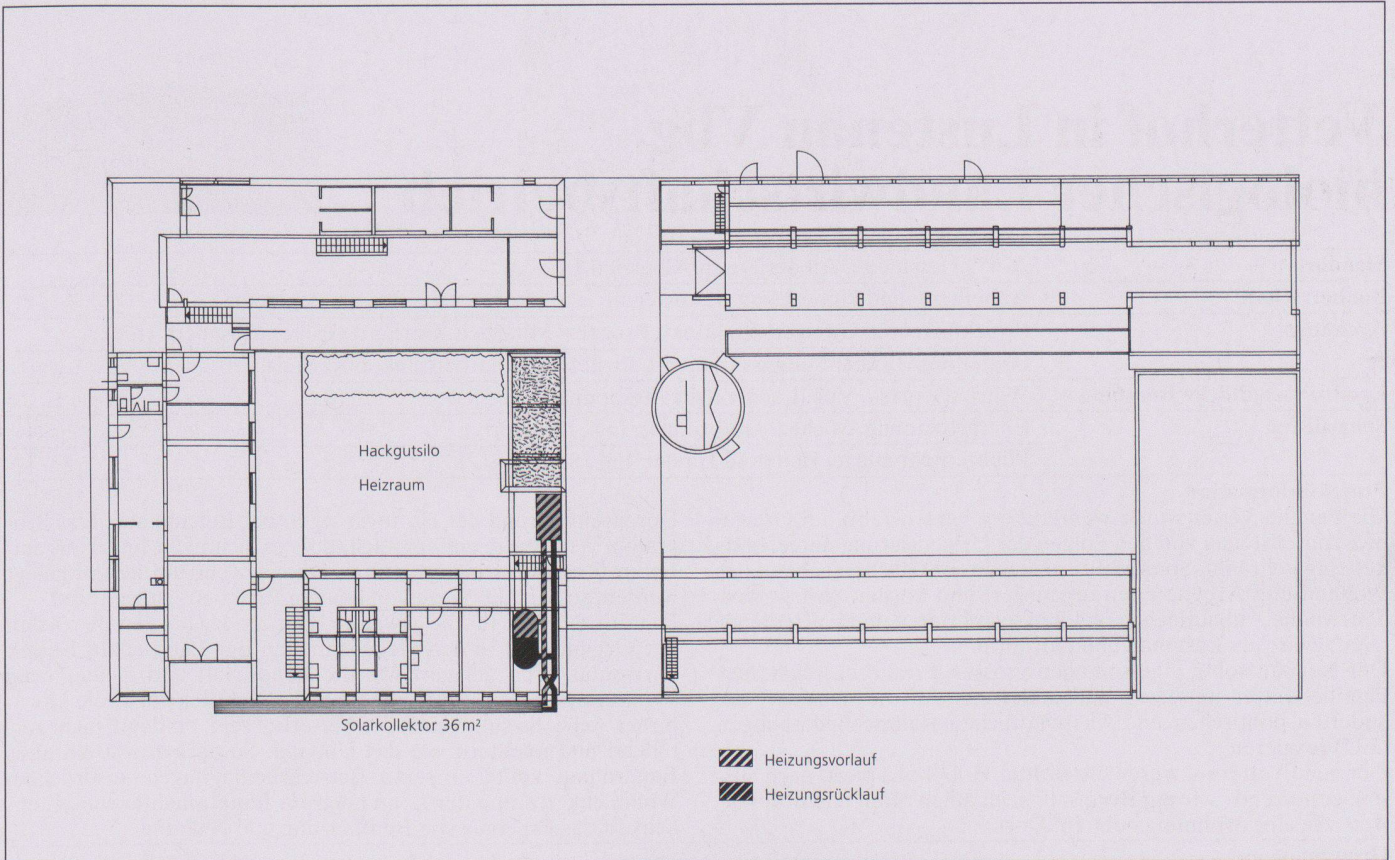 Hackgutsilo
Heizraum
Solarkollektor 36 m²
Heizungsvorlauf
Heizungsrücklauf